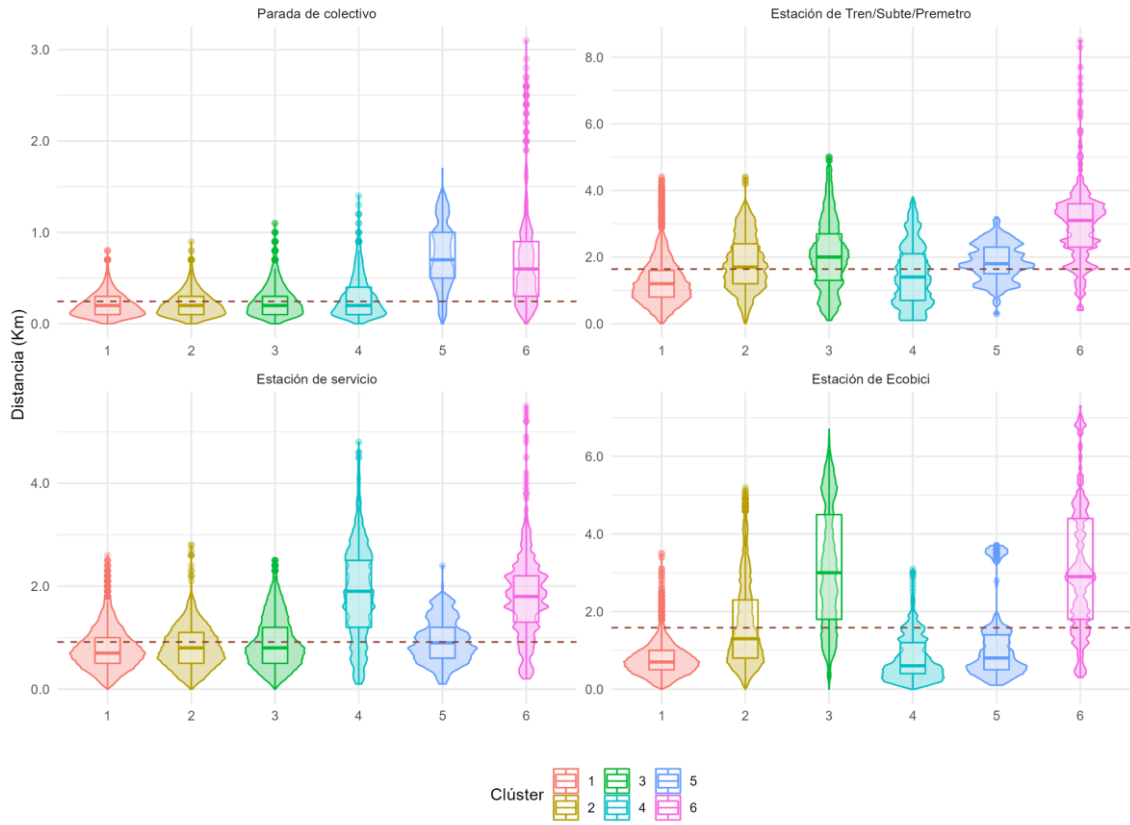 Parada de colectivo
Estación de Tren/Subte/Premetro
3.0
2.0
1.0
0.0
8.0
6.0
4.0
2.0
0.0
1 2 3 4 5 6
1 2 3 4 5 6
Distancia (Km)
Estación de servicio
Estación de Ecobici
4.0
2.0
0.0
6.0
4.0
2.0
0.0
1 2 3 4 5 6
1 2 3 4 5 6
Clúster
1 3 5
2 4 6